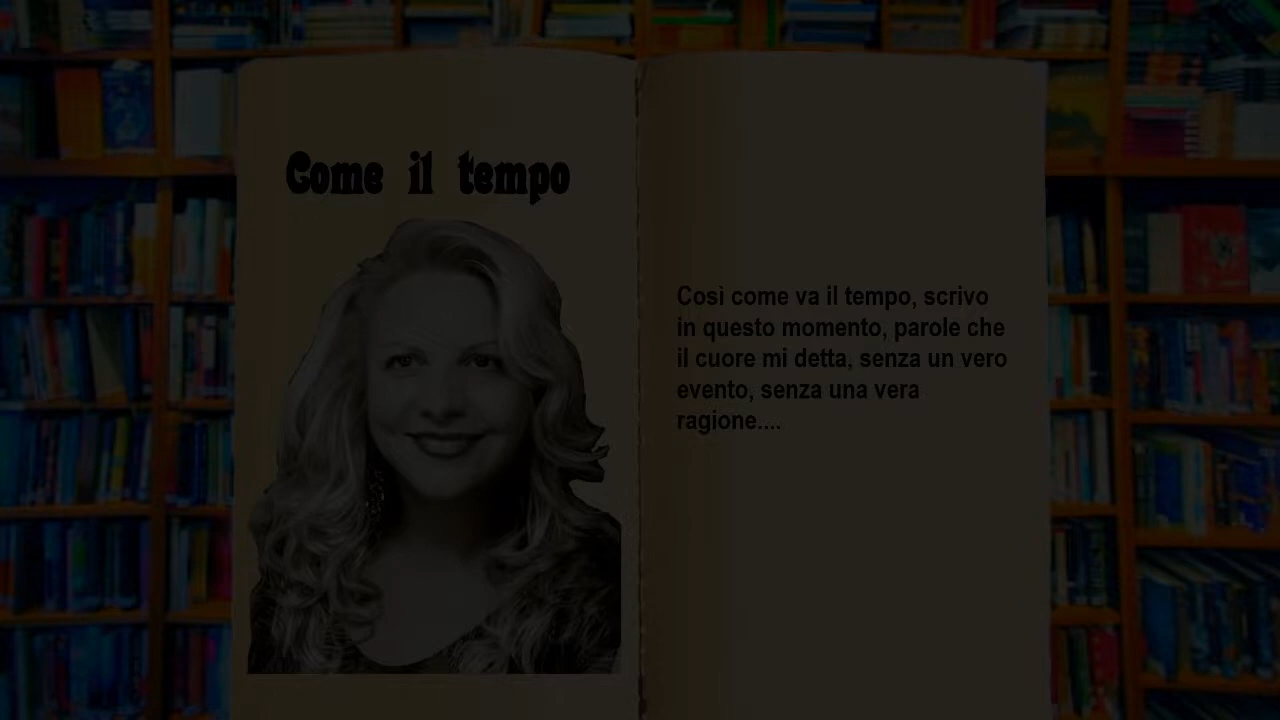 Come il tempo
Così come va il tempo, scrivo
in questo momento, parole che
il cuore mi detta, senza un vero
evento, senza una vera
ragione....